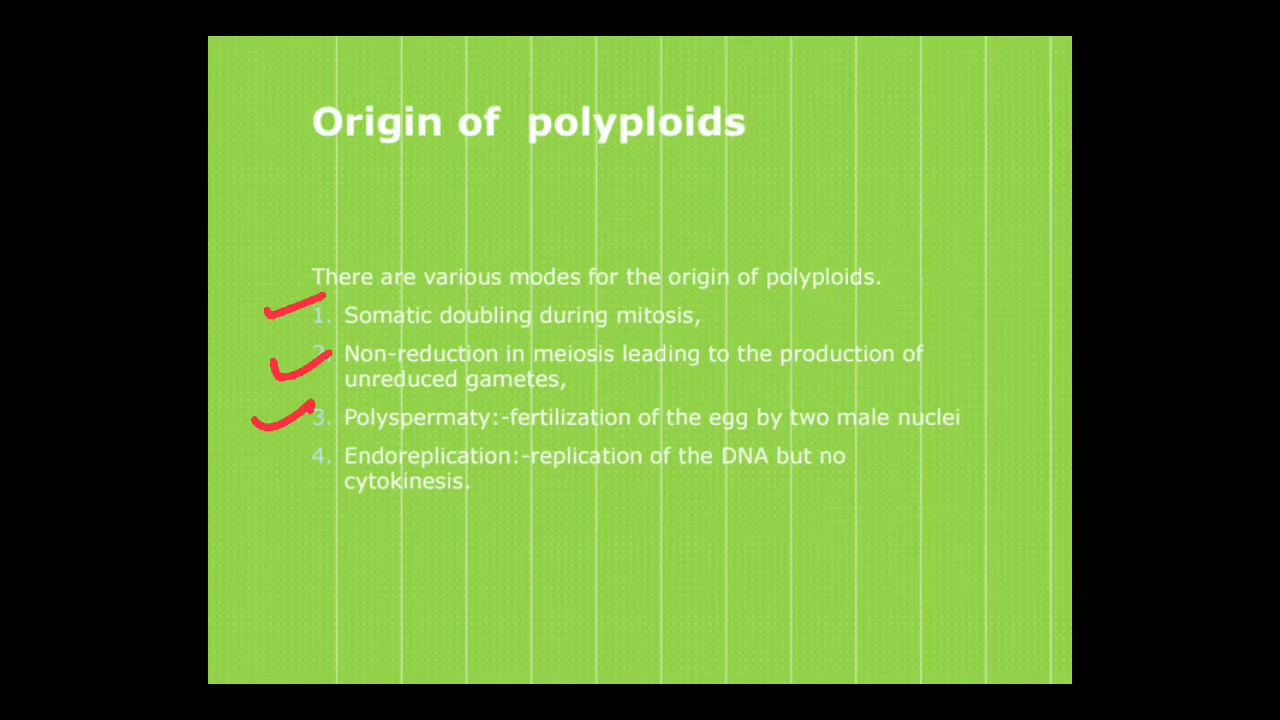 Origin of polyploids
There are various modes for the origin of polyploids.
1. Somatic doubling during mitosis,
2. Non-reduction in meiosis leading to the production of
unreduced gametes,
3. Polyspermaty:-fertilization of the egg by two male nuclei
4. Endoreplication:-replication of the DNA but no
cytokinesis.